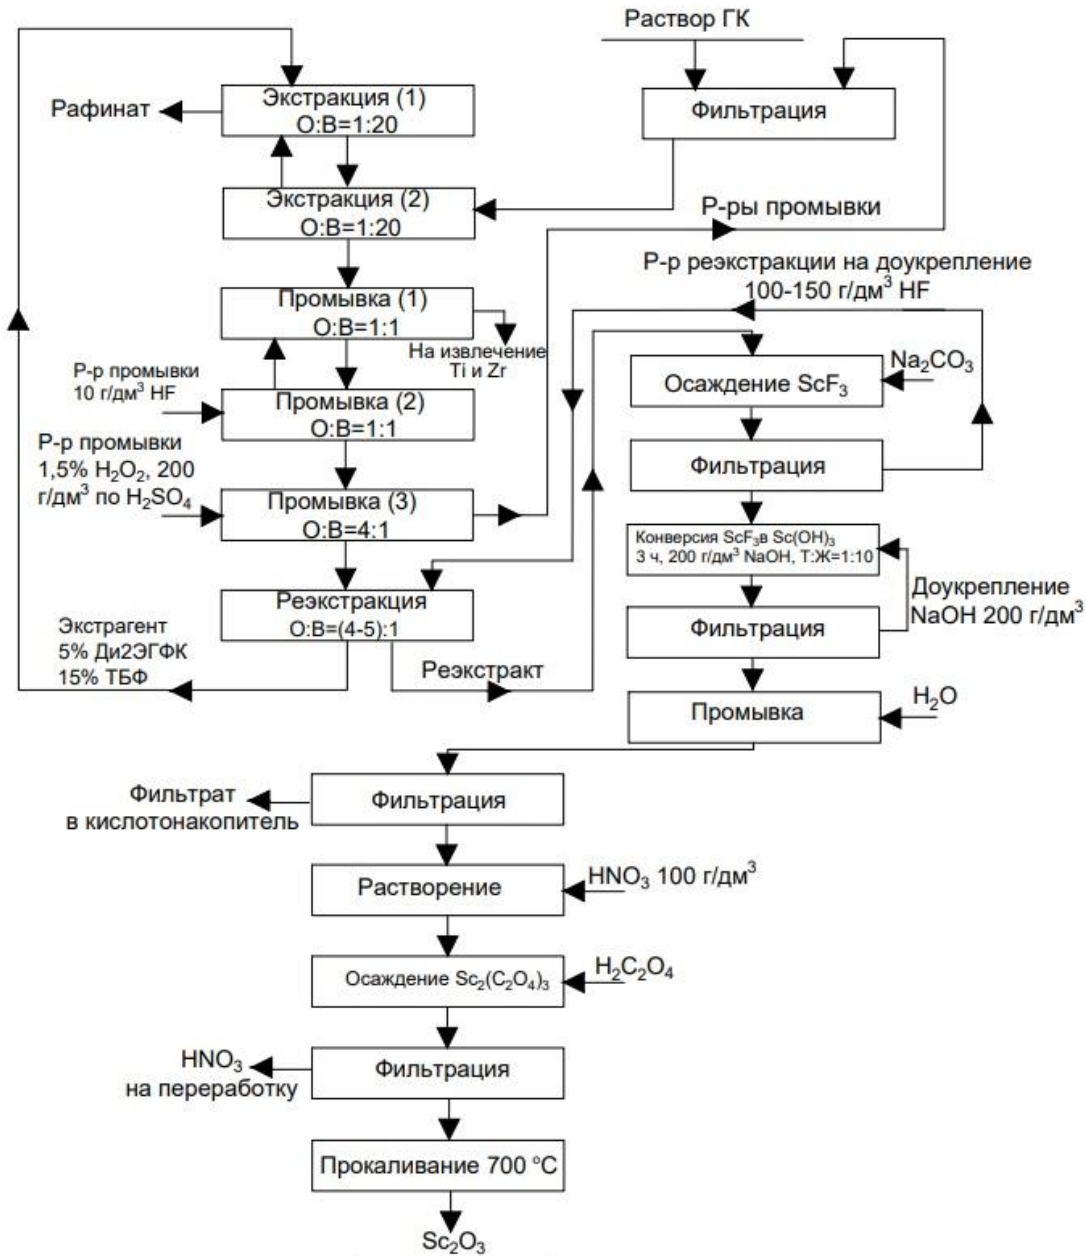 Раствор ГК
Фильтрация
Экстракция (1)
О:В=1:20
Рафинат
Экстракция (2)
О:В=1:20
Р-ры промывки
Промывка (1)
О:В=1:1
На извлечение
Ti и Zr
Р-р промывки
10 г/дм³ HF
Промывка (2)
О:В=1:1
Р-р промывки
1,5% H₂O₂, 200
г/дм³ по H₂SO₄
Промывка (3)
О:В=4:1
Реэкстракция
О:В=(4-5):1
Экстрагент
5% Ди2ЭГФК
15% ТБФ
Реэкстракт
Р-р реэкстракции на доукрепление
100-150 г/дм³ HF
Осаждение ScF₃
Na₂CO₃
Фильтрация
Конверсия ScF₃в Sc(OH)₃
3 ч, 200 г/дм³ NaOH, Т:Ж=1:10
Доукрепление
NaOH 200 г/дм³
Фильтрация
Промывка
H₂O
Фильтрация
Фильтрат
в кислотонакопитель
Растворение
HNO₃ 100 г/дм³
Осаждение Sc₂(C₂O₄)₃
H₂C₂O₄
Фильтрация
HNO₃
на переработку
Прокаливание 700 °С
Sc₂O₃